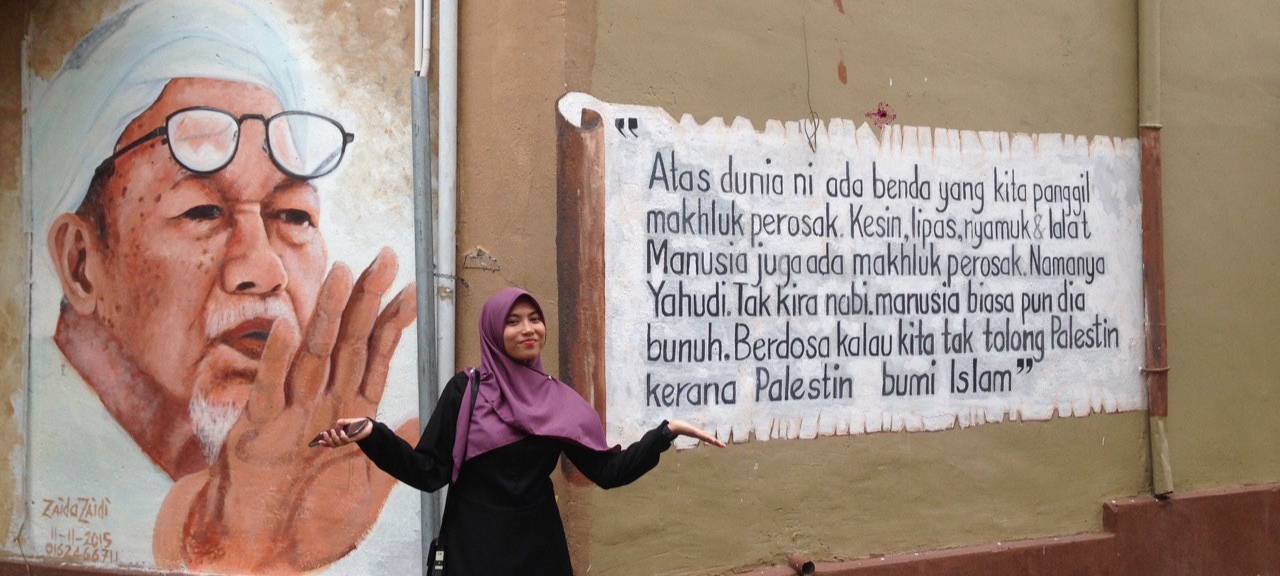 " Atas dunia ni ada benda yang kita panggil
makhluk perosak. Kesin, lipas, nyamuk & lalat
Manusia juga ada makhluk perosak. Namanya
Yahudi. Tak kira nabi. manusia biasa pun dia
bunuh. Berdosa kalau kita tak tolong Palestin
kerana Palestin bumi Islam"
Zaida Zaidi
11-11-2015
0162466711